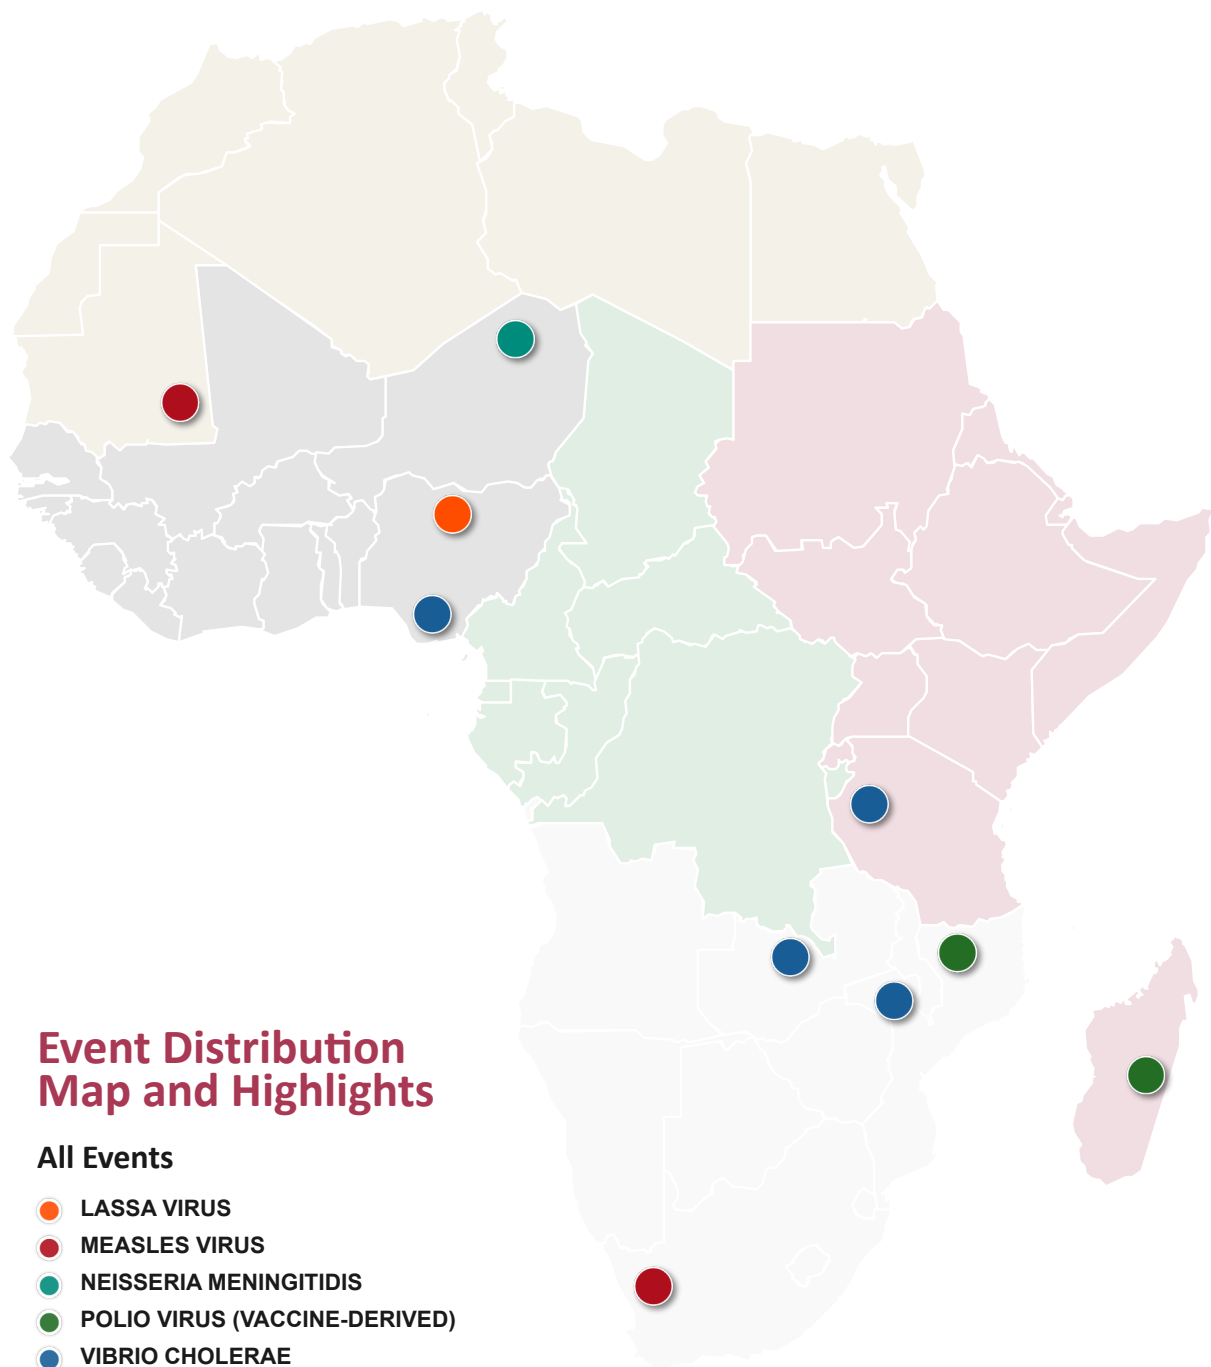 Event Distribution
Map and Highlights
All Events
LASSA VIRUS
MEASLES VIRUS
NEISSERIA MENINGITIDIS
POLIO VIRUS (VACCINE-DERIVED)
VIBRIO CHOLERAE